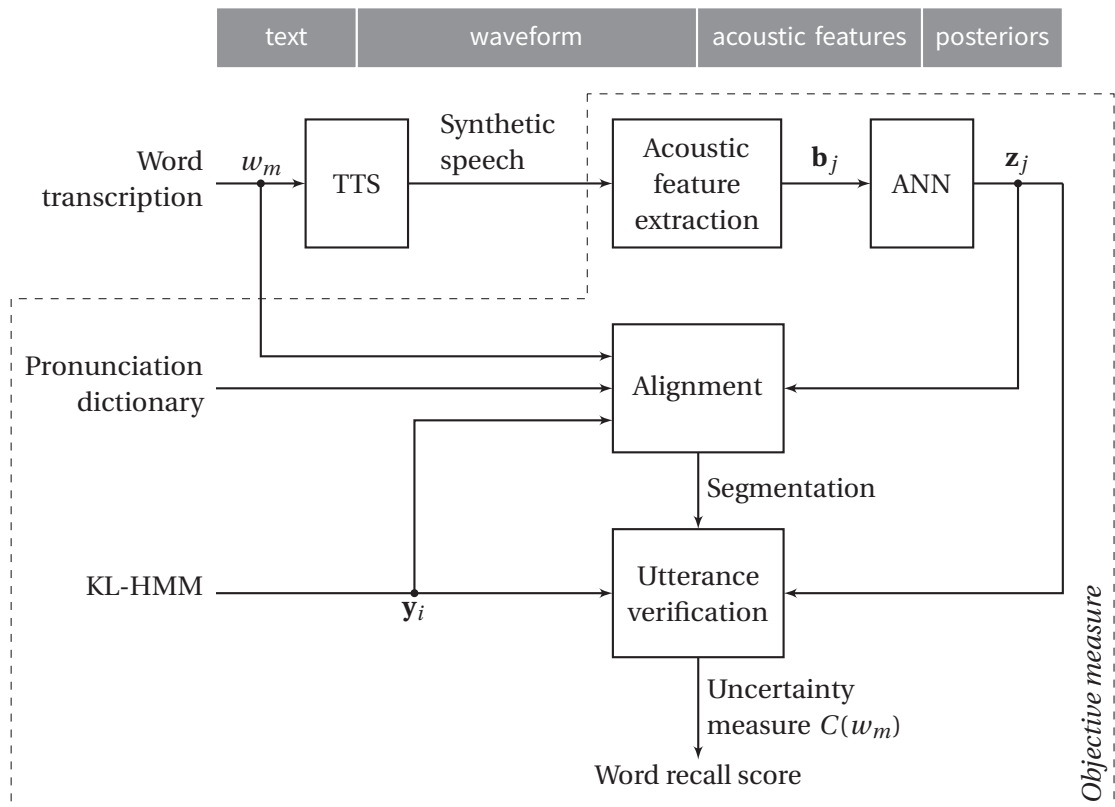 text waveform acoustic features posteriors
Word
transcription
w_m
TTS
Synthetic
speech
Acoustic
feature
extraction
b_j
ANN
z_j
Pronunciation
dictionary
Alignment
Segmentation
KL-HMM
y_i
Utterance
verification
Uncertainty
measure C(w_m)
Word recall score
Objective measure